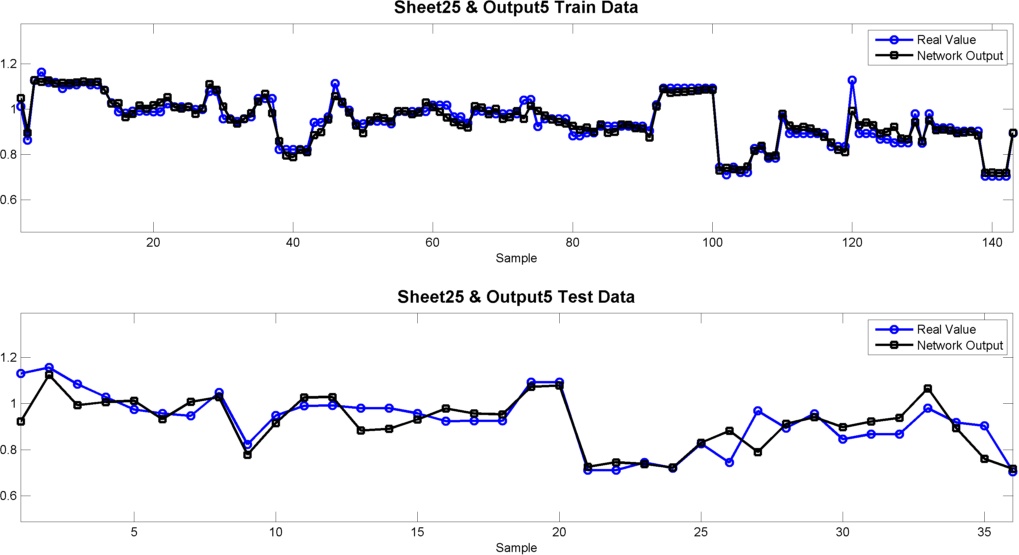 Sheet25 & Output5 Train Data
Real Value
Network Output
1.2
1
0.8
0.6
20 40 60 80 100 120 140
Sample
Sheet25 & Output5 Test Data
Real Value
Network Output
1.2
1
0.8
0.6
5 10 15 20 25 30 35
Sample